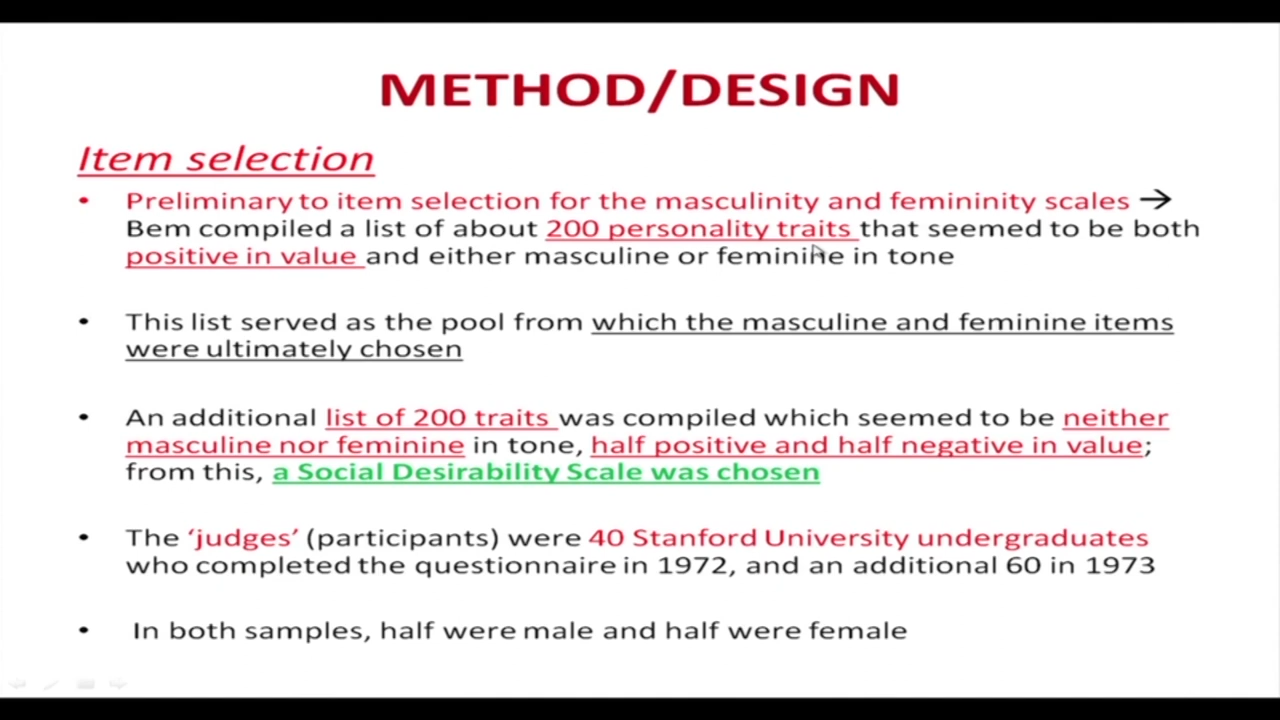 METHOD/DESIGN
Item selection
• Preliminary to item selection for the masculinity and femininity scales →
Bem compiled a list of about 200 personality traits that seemed to be both
positive in value and either masculine or feminine in tone
• This list served as the pool from which the masculine and feminine items
were ultimately chosen
• An additional list of 200 traits was compiled which seemed to be neither
masculine nor feminine in tone, half positive and half negative in value;
from this, a Social Desirability Scale was chosen
• The ‘judges’ (participants) were 40 Stanford University undergraduates
who completed the questionnaire in 1972, and an additional 60 in 1973
• In both samples, half were male and half were female